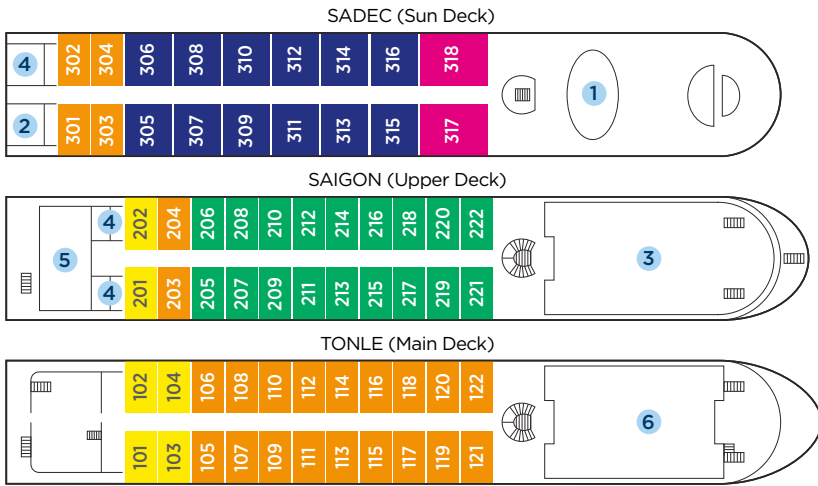 SADEC (Sun Deck)
4 302 304 306 308 310 312 314 316 318
1
2 301 303 305 307 309 311 313 315 317
SAIGON (Upper Deck)
4 202 204 206 208 210 212 214 216 218 220 222
5 3
4 201 203 205 207 209 211 213 215 217 219 221
TONLE (Main Deck)
102 104 106 108 110 112 114 116 118 120 122
6
101 103 105 107 109 111 113 115 117 119 121